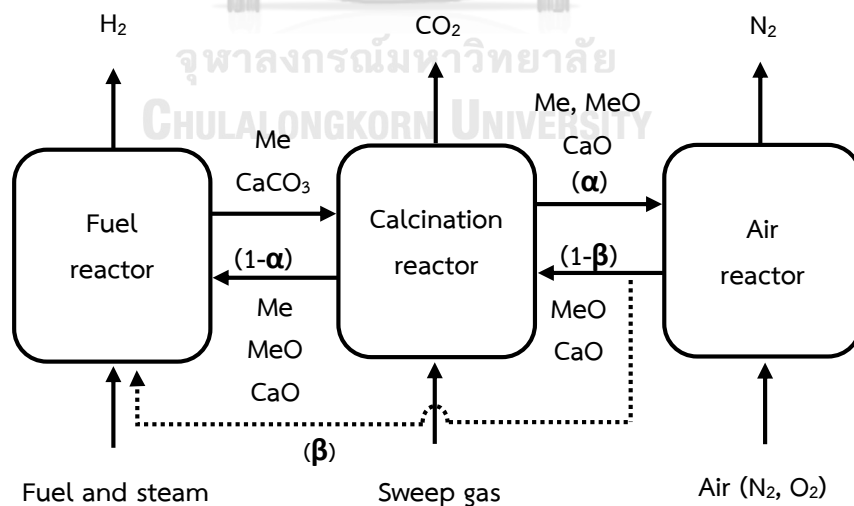 H₂
CO₂
N₂
จุฬาลงกรณ์มหาวิทยาลัย
CHULALONGKORN UNIVERSITY
Me
CaCO₃
Me, MeO
CaO
(α)
Fuel
reactor
Calcination
reactor
Air
reactor
(1-α)
(1-β)
Me
MeO
CaO
MeO
CaO
(β)
Fuel and steam
Sweep gas
Air (N₂, O₂)